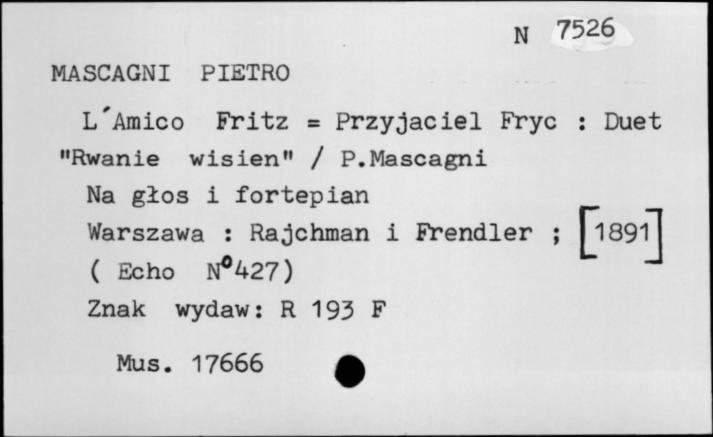 N 7526
MASCAGNI PIETRO
L´Amico Fritz = Przyjaciel Fryc : Duet
"Rwanie wisien" / P.Mascagni
Na głos i fortepian
Warszawa : Rajchman i Frendler ; [1891]
( Echo Nº427)
Znak wydaw: R 193 F
Mus. 17666